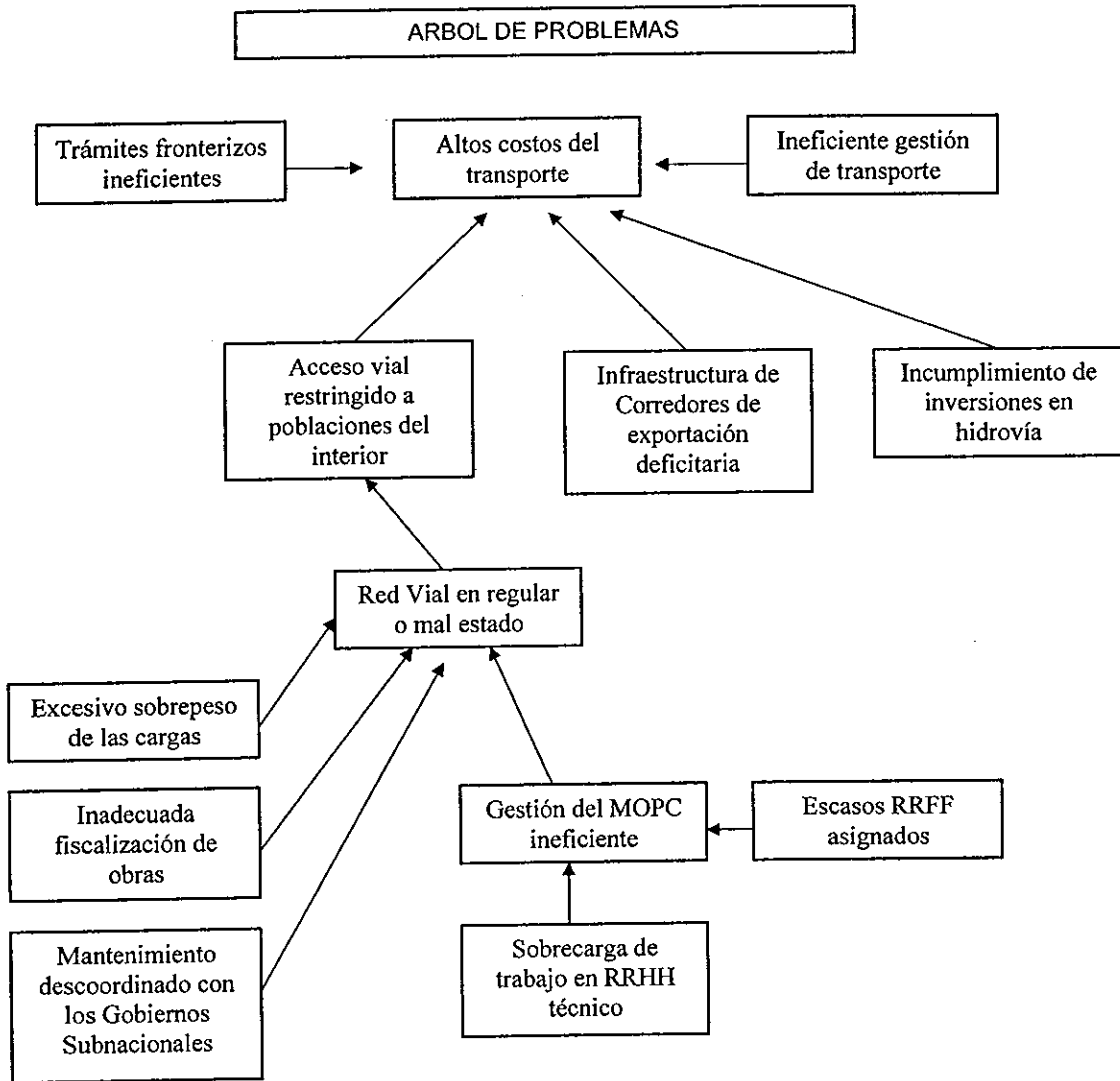 ARBOL DE PROBLEMAS
Trámites fronterizos
ineficientes
Altos costos del
transporte
Ineficiente gestión
de transporte
Acceso vial
restringido a
poblaciones del
interior
Infraestructura de
Corredores de
exportación
deficitaria
Incumplimiento de
inversiones en
hidrovía
Red Vial en regular
o mal estado
Excesivo sobrepeso
de las cargas
Inadecuada
fiscalización de
obras
Gestión del MOPC
ineficiente
Escasos RRFF
asignados
Mantenimiento
descoordinado con
los Gobiernos
Subnacionales
Sobrecarga de
trabajo en RRHH
técnico